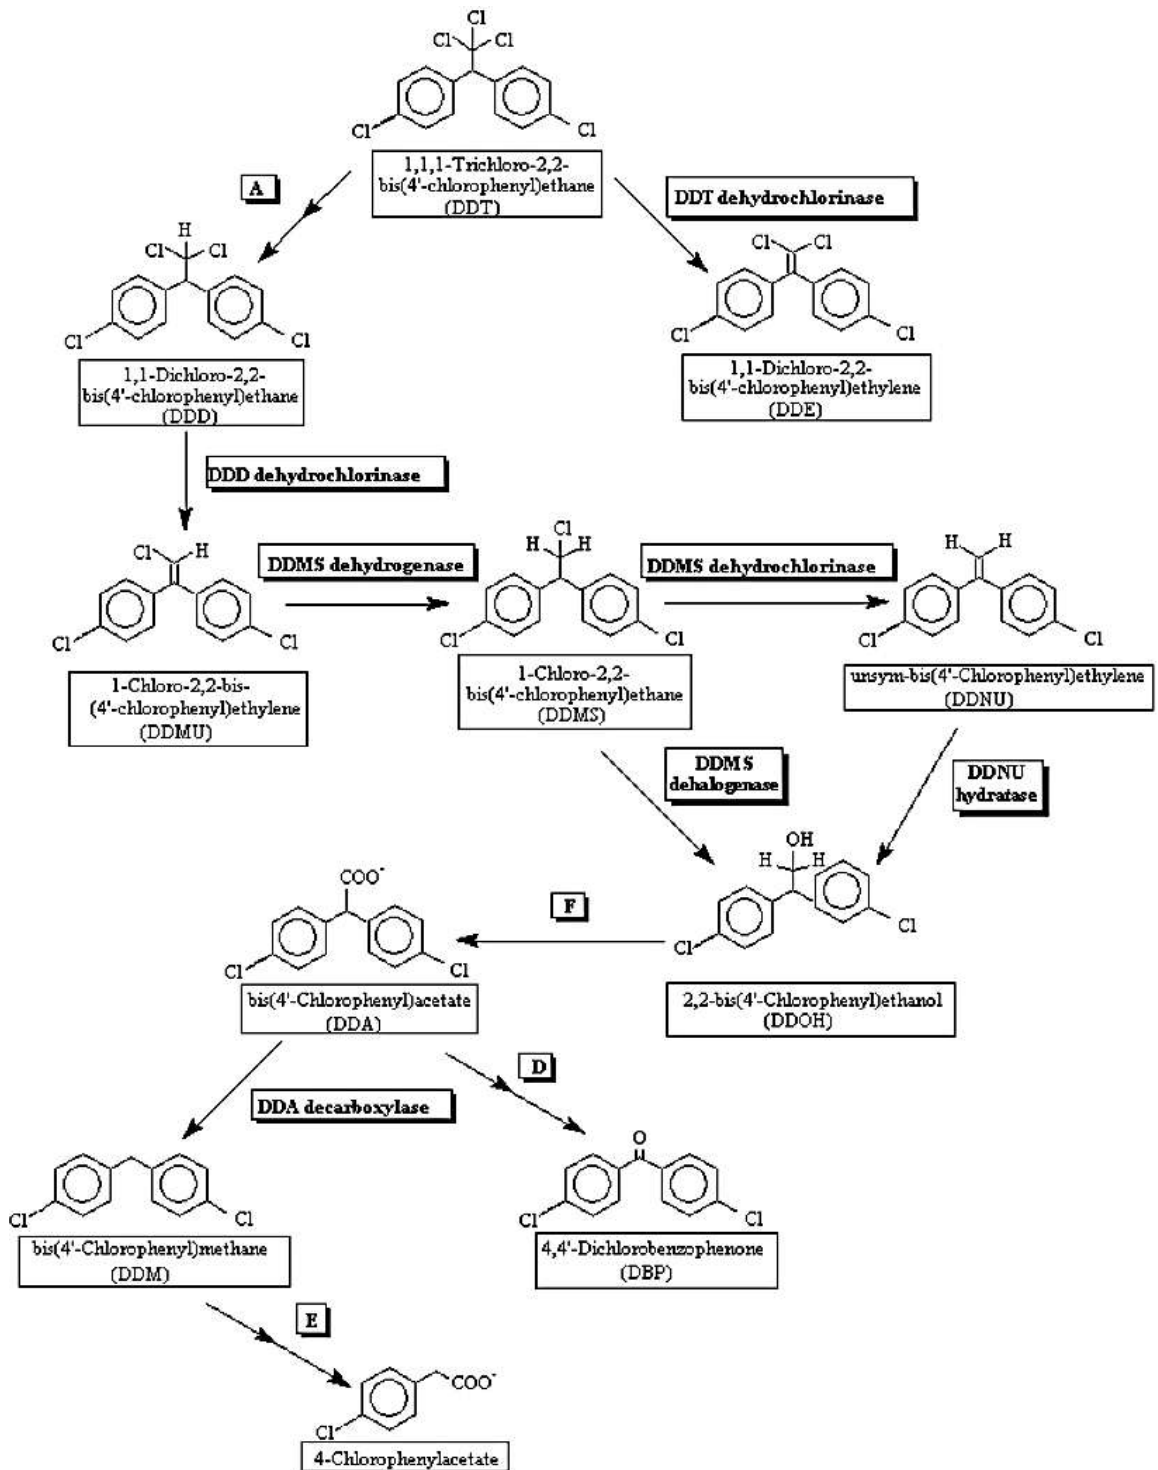 Cl
Cl Cl
Cl Cl
1,1,1-Trichloro-2,2-
bis(4'-chlorophenyl)ethane
(DDT)
A
DDT dehydrochlorinase
H
Cl Cl
Cl Cl
1,1-Dichloro-2,2-
bis(4'-chlorophenyl)ethane
(DDD)
Cl Cl
Cl Cl
1,1-Dichloro-2,2-
bis(4'-chlorophenyl)ethylene
(DDE)
DDD dehydrochlorinase
Cl H
Cl Cl
1-Chloro-2,2-bis-
(4'-chlorophenyl)ethylene
(DDMU)
DDMS dehydrogenase
Cl
H H
Cl Cl
1-Chloro-2,2-
bis(4'-chlorophenyl)ethane
(DDMS)
DDMS dehydrochlorinase
H H
Cl Cl
unsym-bis(4'-Chlorophenyl)ethylene
(DDNU)
DDMS
dehalogenase
DDNU
hydratase
OH
H H
Cl Cl
2,2-bis(4'-Chlorophenyl)ethanol
(DDOH)
F
COO-
Cl Cl
bis(4'-Chlorophenyl)acetate
(DDA)
DDA decarboxylase
D
Cl Cl
bis(4'-Chlorophenyl)methane
(DDM)
O
Cl Cl
4,4'-Dichlorobenzophenone
(DBP)
E
COO-
Cl
4-Chlorophenylacetate